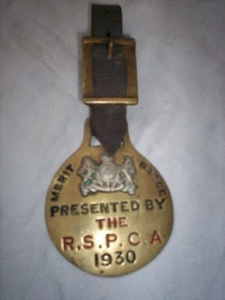 MERIT BADGE
PRESENTED BY
THE
R.S.P.C.A
1930